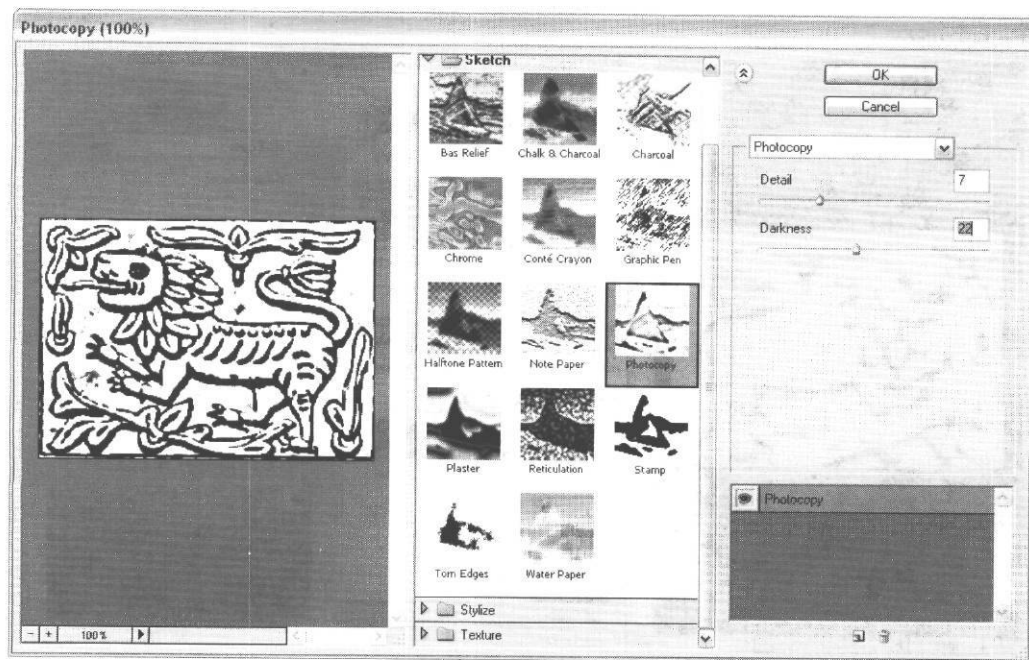 Photocopy (100%)
Sketch
Bas Relief
Chalk & Charcoal
Charcoal
Chrome
Conté Crayon
Graphic Pen
Halftone Pattern
Note Paper
Photocopy
Plaster
Reticulation
Stamp
Torn Edges
Water Paper
Stylize
Texture
- + 100%
OK
Cancel
Photocopy
Detail 7
Darkness 22
Photocopy